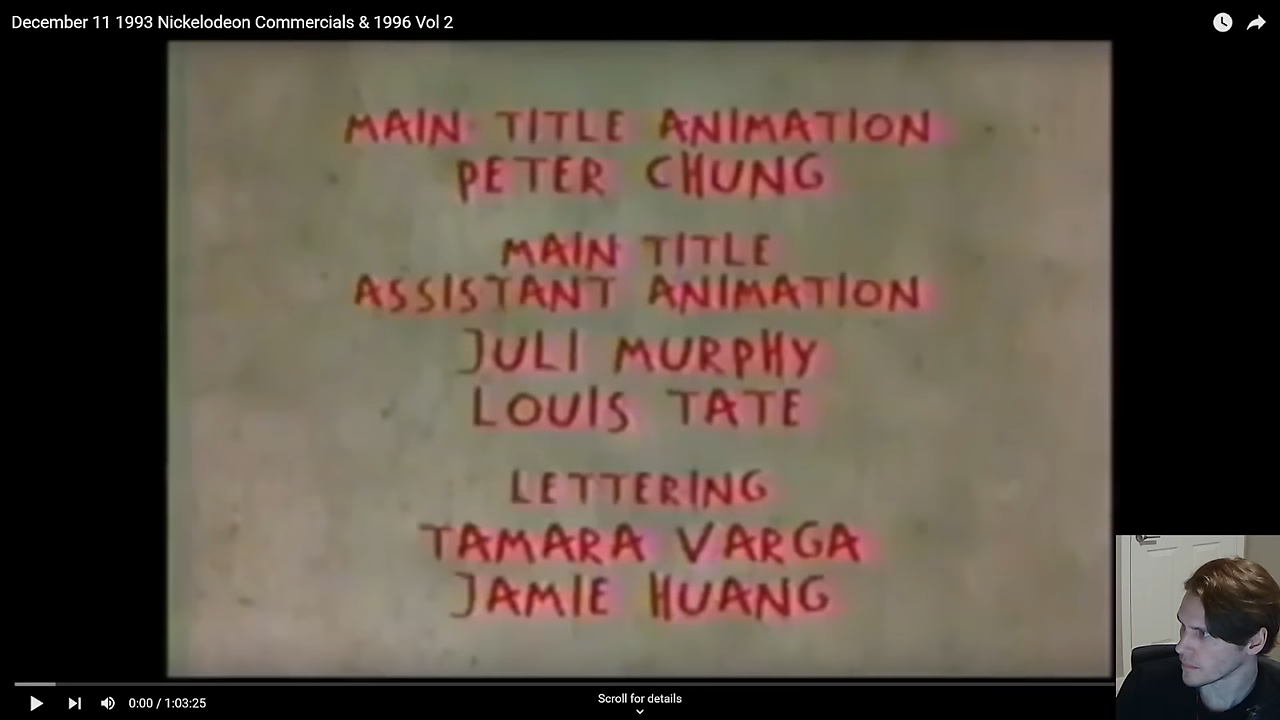 December 11 1993 Nickelodeon Commercials & 1996 Vol 2
MAIN TITLE ANIMATION
PETER CHUNG
MAIN TITLE
ASSISTANT ANIMATION
JULI MURPHY
LOUIS TATE
LETTERING
TAMARA VARGA
JAMIE HUANG
0:00 / 1:03:25
Scroll for details